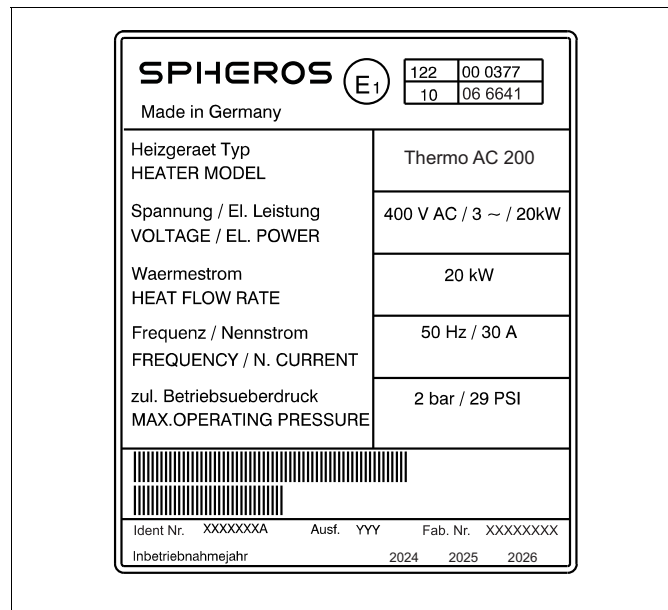 SPHEROS E1 122 00 0377
10 06 6641
Made in Germany
Heizgeraet Typ
HEATER MODEL
Thermo AC 200
Spannung / El. Leistung
VOLTAGE / EL. POWER
400 V AC / 3 ~ / 20kW
Waermestrom
HEAT FLOW RATE
20 kW
Frequenz / Nennstrom
FREQUENCY / N. CURRENT
50 Hz / 30 A
zul. Betriebsueberdruck
MAX.OPERATING PRESSURE
2 bar / 29 PSI
Ident Nr. XXXXXXXA Ausf. YYY Fab. Nr. XXXXXXXX
Inbetriebnahmejahr 2024 2025 2026